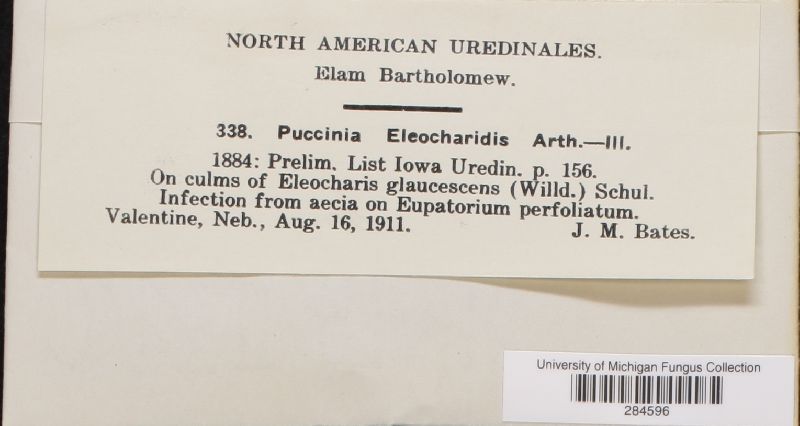 NORTH AMERICAN UREDINALES.
Elam Bartholomew.
338. Puccinia Eleocharidis Arth.—III.
1884: Prelim. List Iowa Uredin. p. 156.
On culms of Eleocharis glaucescens (Willd.) Schul.
Infection from aecia on Eupatorium perfoliatum.
Valentine, Neb., Aug. 16, 1911. J. M. Bates.
University of Michigan Fungus Collection
284596